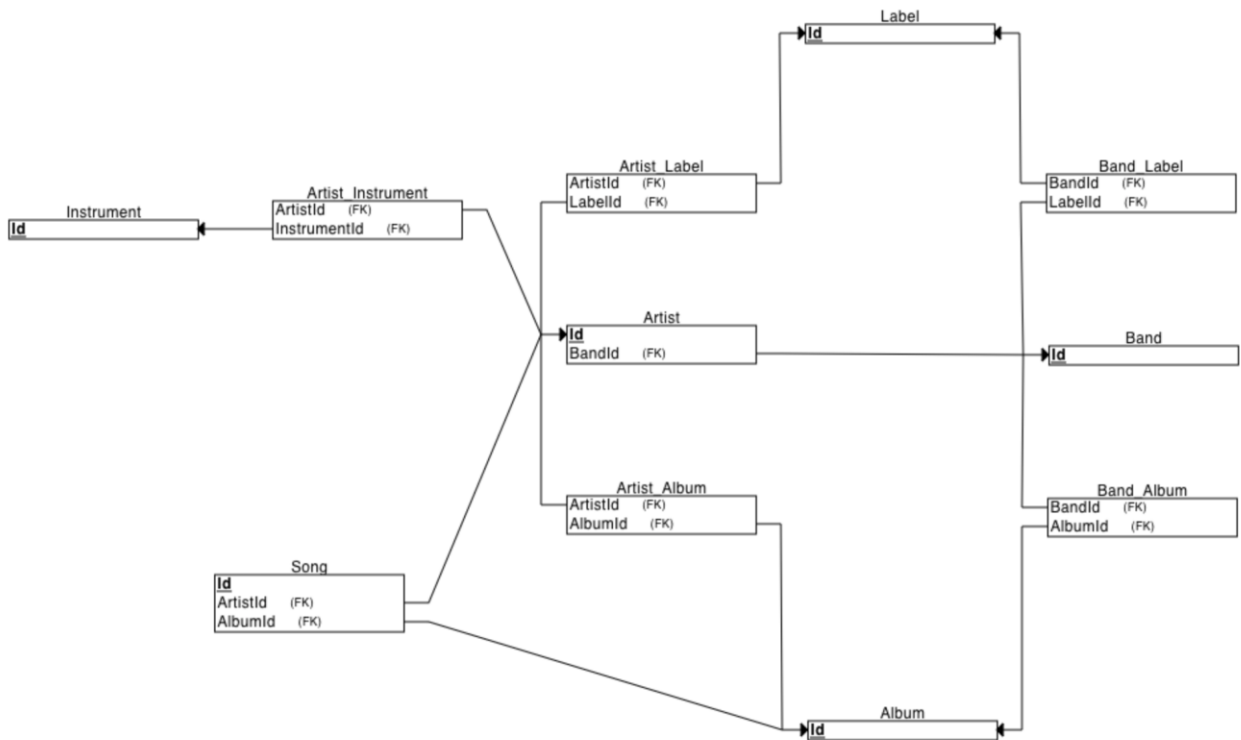 Label
Id
Artist_Label
ArtistId (FK)
LabelId (FK)
Band_Label
BandId (FK)
LabelId (FK)
Artist_Instrument
ArtistId (FK)
InstrumentId (FK)
Instrument
Id
Artist
Id
BandId (FK)
Band
Id
Artist_Album
ArtistId (FK)
AlbumId (FK)
Band_Album
BandId (FK)
AlbumId (FK)
Song
Id
ArtistId (FK)
AlbumId (FK)
Album
Id